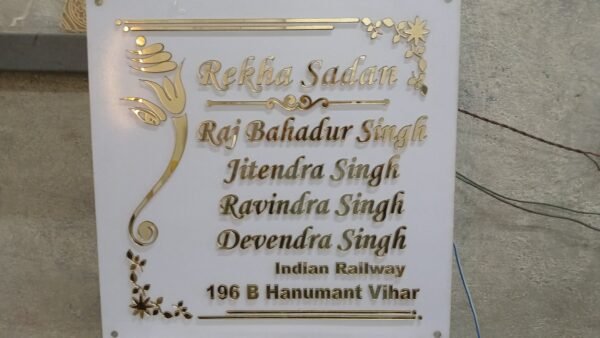 Rekha Sadan
Raj Bahadur Singh
Jitendra Singh
Ravindra Singh
Devendra Singh
Indian Railway
196 B Hanumant Vihar